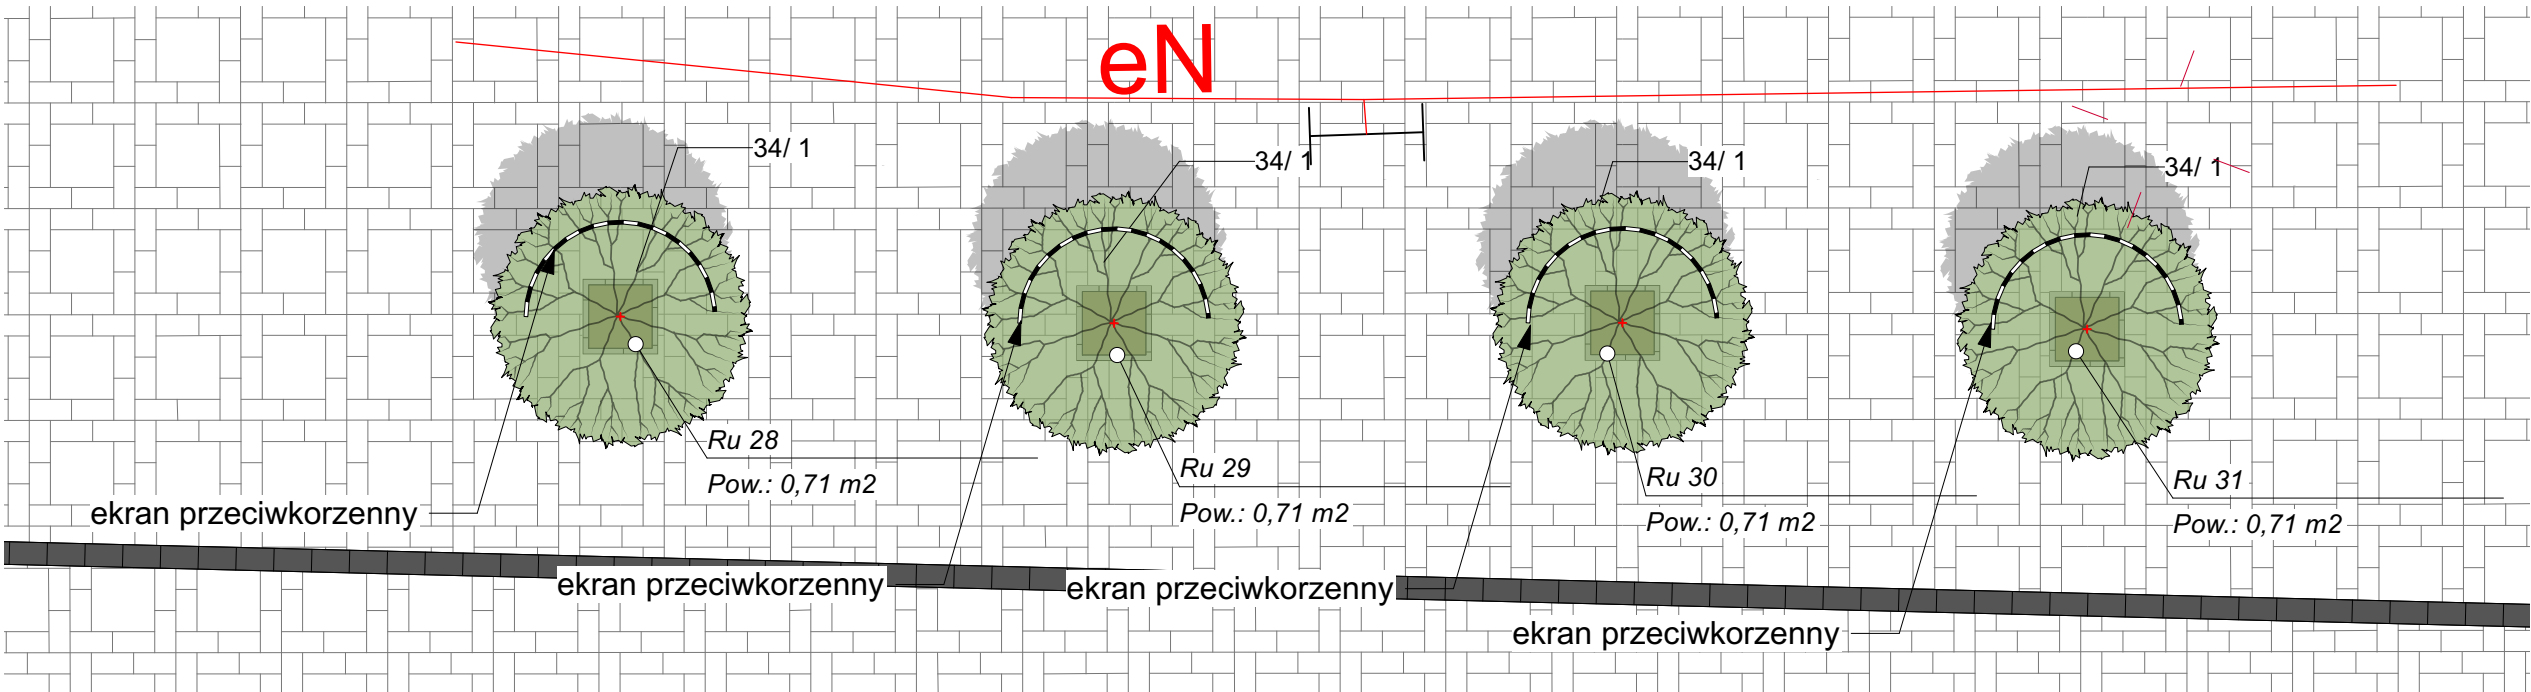 eN
34/ 1
34/ 1
34/ 1
34/ 1
Ru 28
Pow.: 0,71 m2
Ru 29
Pow.: 0,71 m2
Ru 30
Pow.: 0,71 m2
Ru 31
Pow.: 0,71 m2
ekran przeciwkorzenny
ekran przeciwkorzenny
ekran przeciwkorzenny
ekran przeciwkorzenny